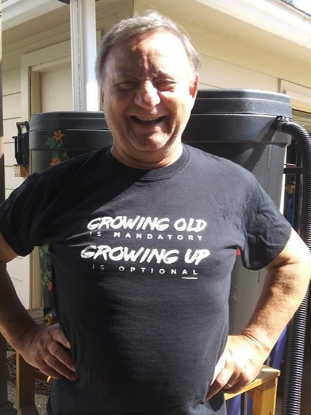 GROWING OLD
IS MANDATORY
GROWING UP
IS OPTIONAL